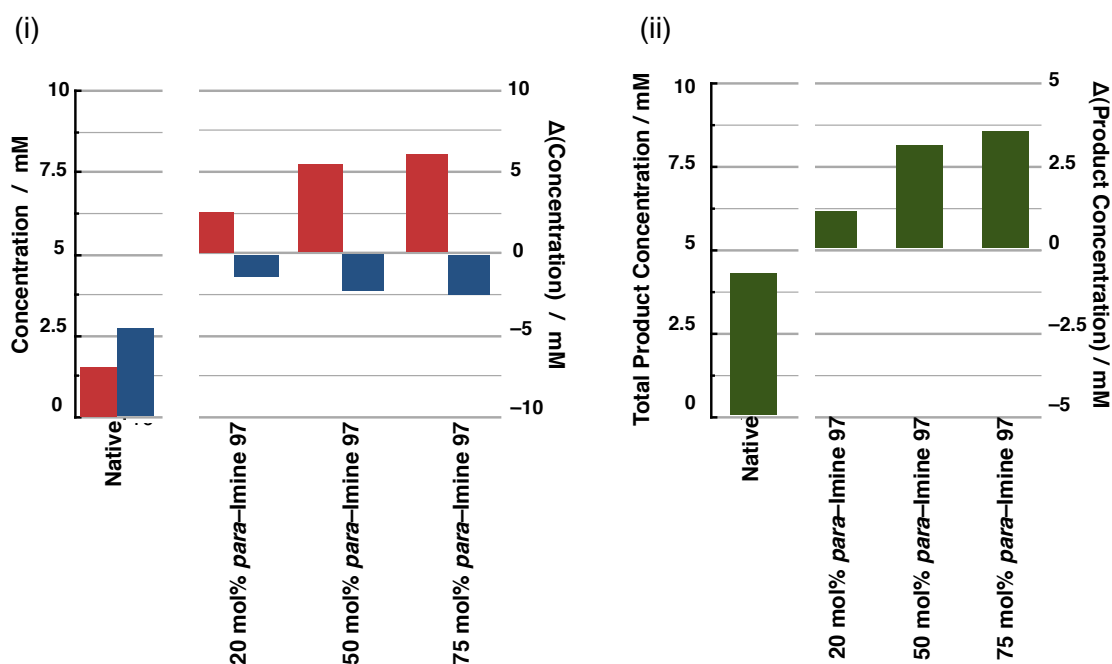 (i)
Concentration / mM
10
7.5
5
2.5
0
10
5
0
−5
−10
Δ(Concentration) / mM
Native
20 mol% para–Imine 97
50 mol% para–Imine 97
75 mol% para–Imine 97
(ii)
Total Product Concentration / mM
10
7.5
5
2.5
0
5
2.5
0
−2.5
−5
Δ(Product Concentration) / mM
Native
20 mol% para–Imine 97
50 mol% para–Imine 97
75 mol% para–Imine 97